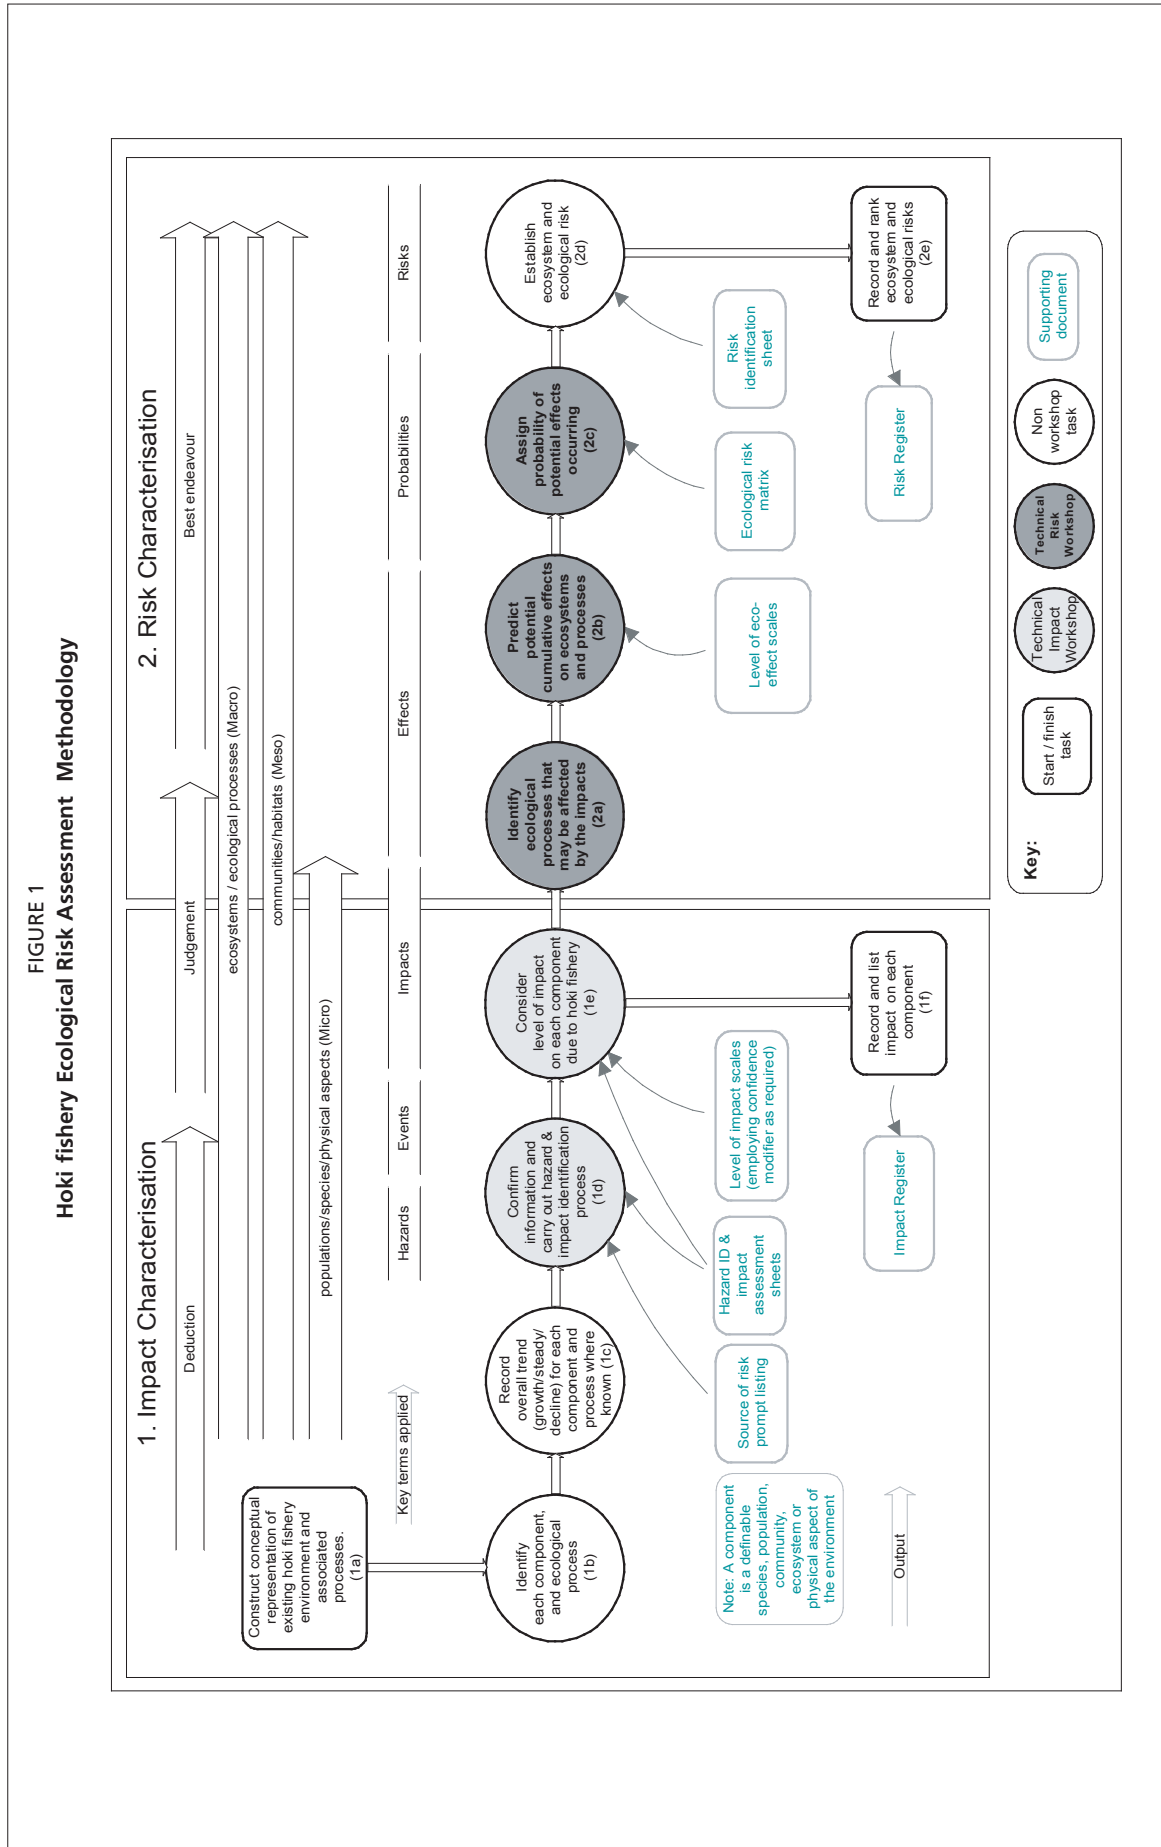 FIGURE 1
Hoki fishery Ecological Risk Assessment Methodology
1. Impact Characterisation
2. Risk Characterisation
Deduction
Judgement
Best endeavour
ecosystems / ecological processes (Macro)
communities/habitats (Meso)
populations/species/physical aspects (Micro)
Construct conceptual
representation of
existing hoki fishery
environment and
associated
processes.
(1a)
Key terms applied
Hazards
Events
Impacts
Effects
Probabilities
Risks
Identify
each component,
and ecological
process
(1b)
Record
overall trend
(growth/steady/
decline) for each
component and
process where
known (1c)
Confirm
information and
carry out hazard &
impact identification
process
(1d)
Consider
level of impact
on each component
due to hoki fishery
(1e)
Identify
ecological
processes that
may be affected
by the impacts
(2a)
Predict
potential
cumulative effects
on ecosystems
and processes
(2b)
Assign
probability of
potential effects
occurring
(2c)
Establish
ecosystem and
ecological risk
(2d)
Note: A component
is a definable
species, population,
community,
ecosystem or
physical aspect of
the environment
Source of risk
prompt listing
Hazard ID &
impact
assessment
sheets
Level of impact scales
(employing confidence
modifier as required)
Level of eco-
effect scales
Ecological risk
matrix
Risk
identification
sheet
Output
Impact Register
Record and list
impact on each
component
(1f)
Risk Register
Record and rank
ecosystem and
ecological risks
(2e)
Key:
Start / finish
task
Technical
Impact
Workshop
Technical
Risk
Workshop
Non
workshop
task
Supporting
document